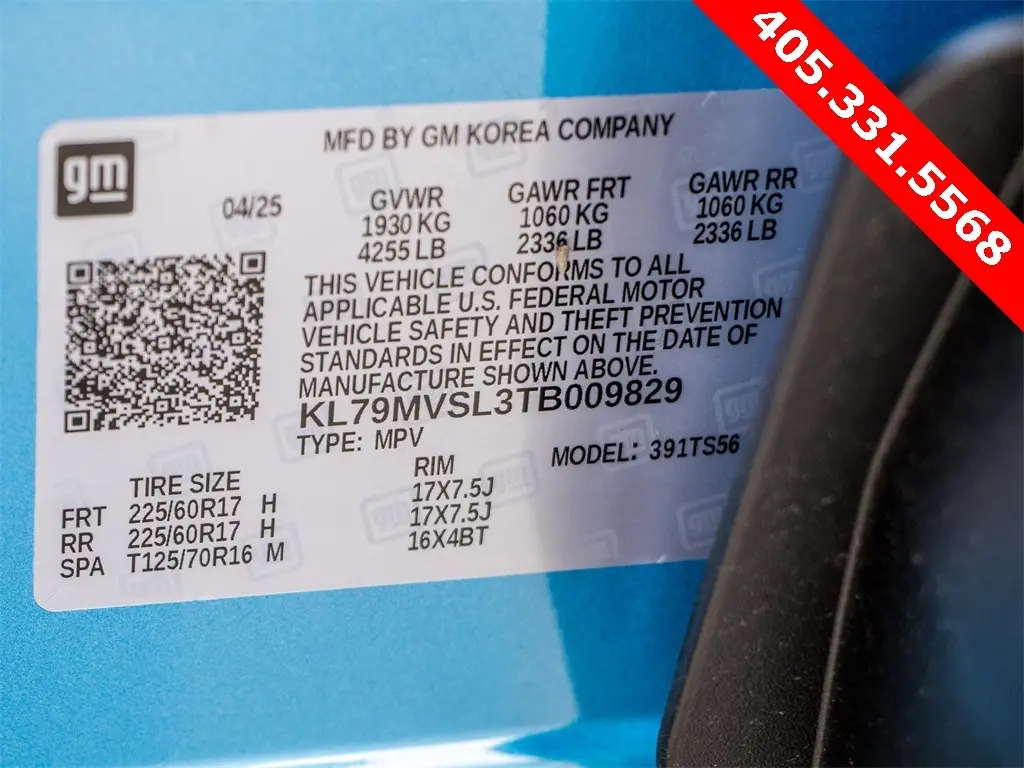 405.331.5568
MFD BY GM KOREA COMPANY
gm
04/25
GVWR GAWR FRT GAWR RR
1930 KG 1060 KG 1060 KG
4255 LB 2336 LB 2336 LB
THIS VEHICLE CONFORMS TO ALL
APPLICABLE U.S. FEDERAL MOTOR
VEHICLE SAFETY AND THEFT PREVENTION
STANDARDS IN EFFECT ON THE DATE OF
MANUFACTURE SHOWN ABOVE.
KL79MVSL3TB009829
TYPE: MPV MODEL: 391TS56
TIRE SIZE RIM
FRT 225/60R17 H 17X7.5J
RR 225/60R17 H 17X7.5J
SPA T125/70R16 M 16X4BT